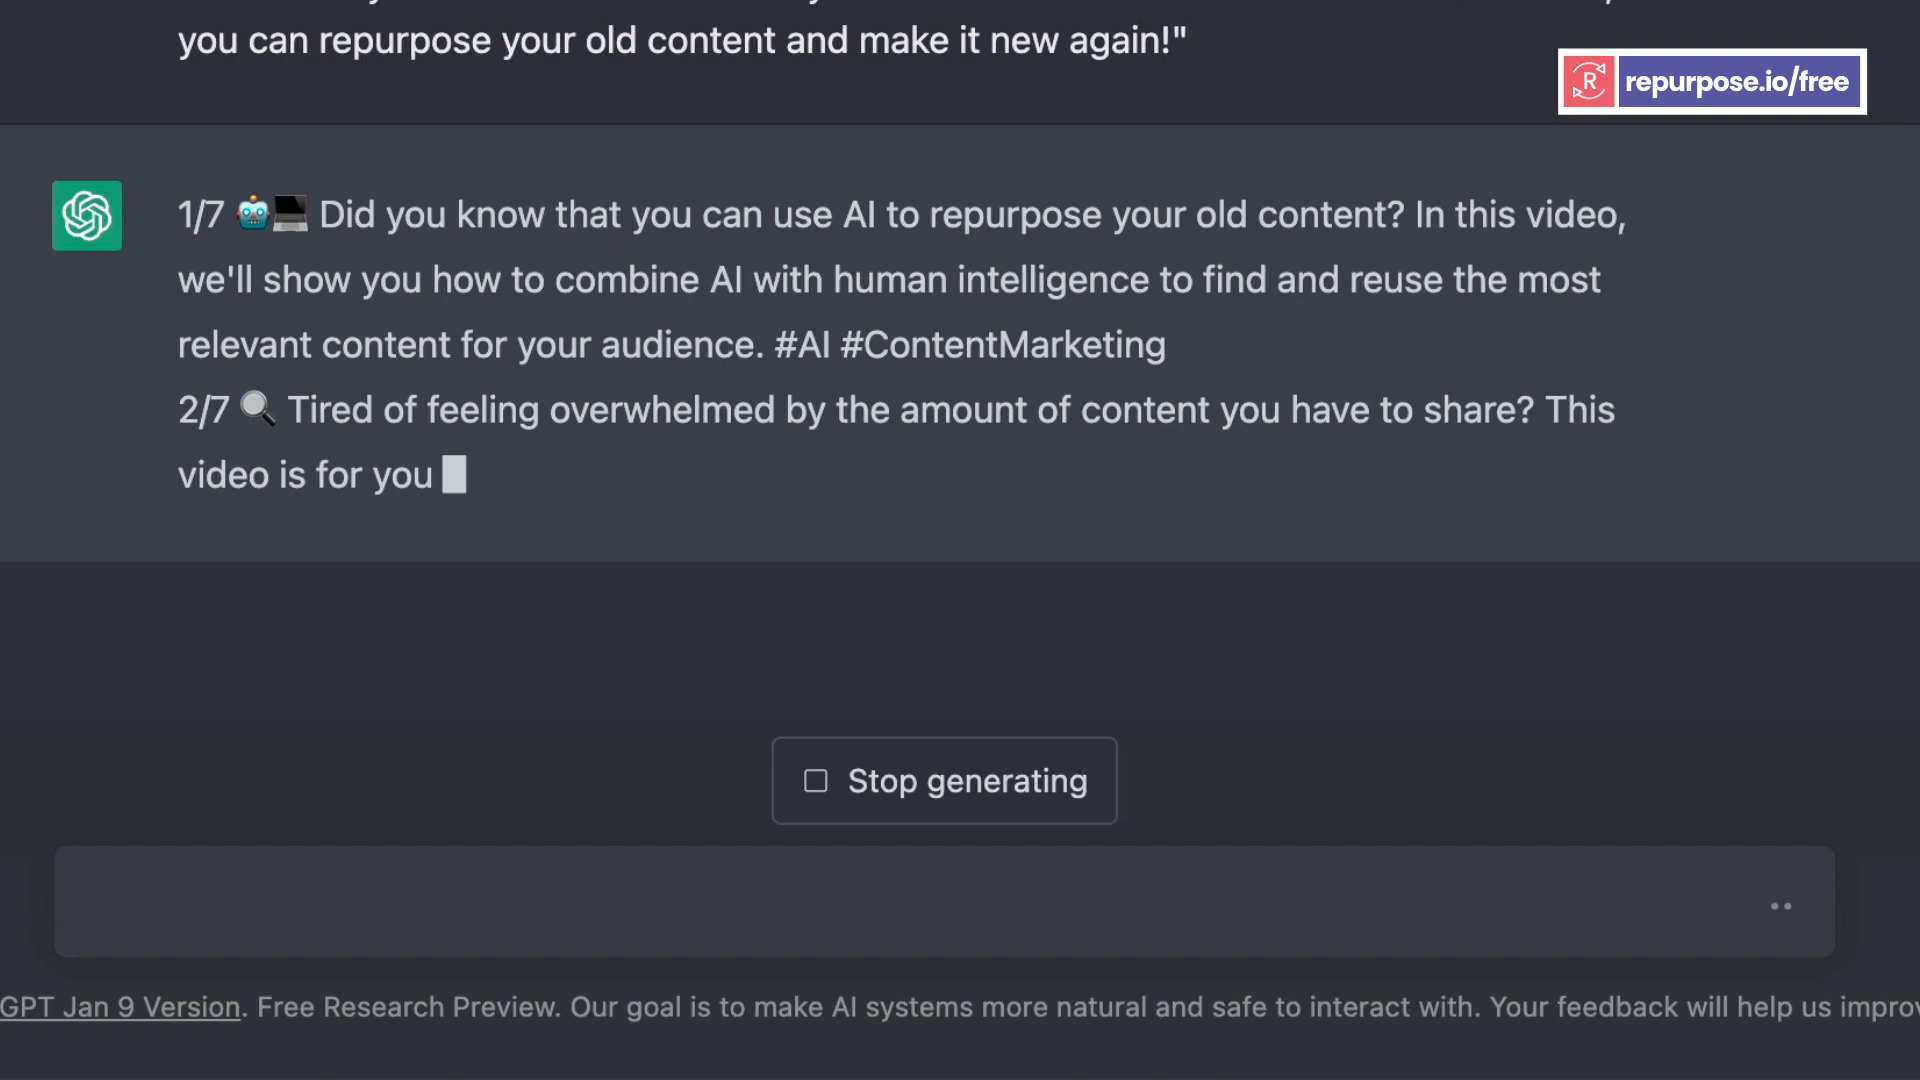 you can repurpose your old content and make it new again!"
R repurpose.io/free
1/7 🤖💻 Did you know that you can use AI to repurpose your old content? In this video,
we'll show you how to combine AI with human intelligence to find and reuse the most
relevant content for your audience. #AI #ContentMarketing
2/7 🔍 Tired of feeling overwhelmed by the amount of content you have to share? This
video is for you
Stop generating
GPT Jan 9 Version. Free Research Preview. Our goal is to make AI systems more natural and safe to interact with. Your feedback will help us improv